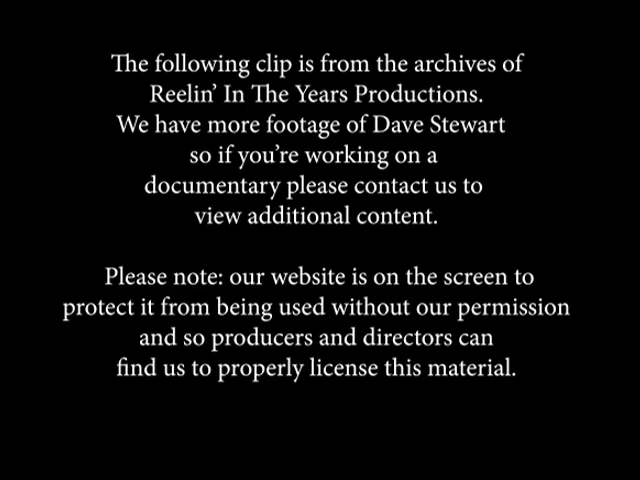 The following clip is from the archives of
Reelin’ In The Years Productions.
We have more footage of Dave Stewart
so if you’re working on a
documentary please contact us to
view additional content.
Please note: our website is on the screen to
protect it from being used without our permission
and so producers and directors can
find us to properly license this material.